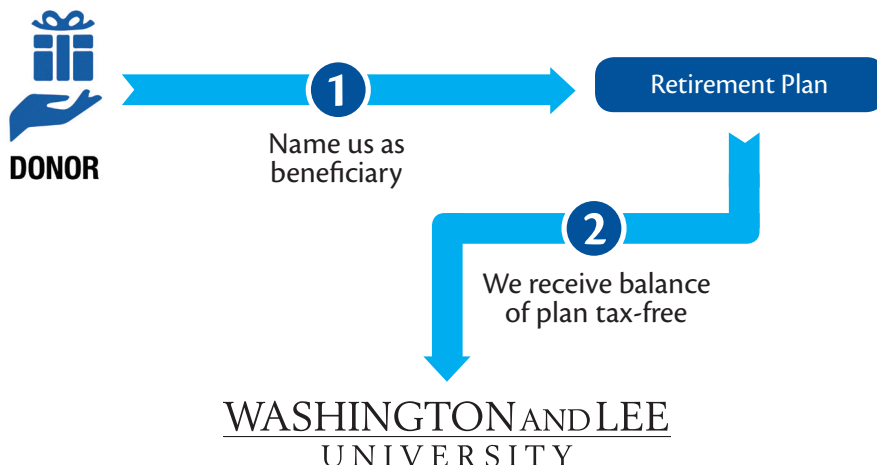 DONOR
1
Name us as
beneficiary
Retirement Plan
2
We receive balance
of plan tax-free
WASHINGTON AND LEE
UNIVERSITY